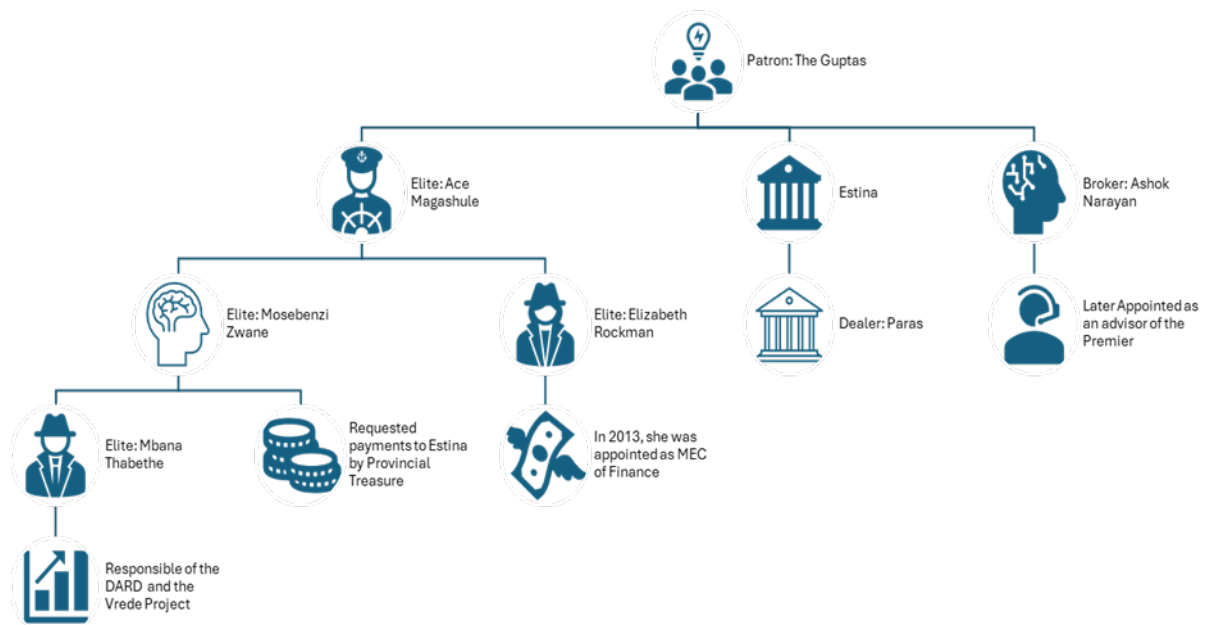 Patron: The Guptas
Elite: Ace
Magashule
Estina
Broker: Ashok
Narayan
Elite: Mosebenzi
Zwane
Elite: Elizabeth
Rockman
Dealer: Paras
Later Appointed as
an advisor of the
Premier
Elite: Mbana
Thabethe
Requested
payments to Estina
by Provincial
Treasure
In 2013, she was
appointed as MEC
of Finance
Responsible of the
DARD and the
Vrede Project